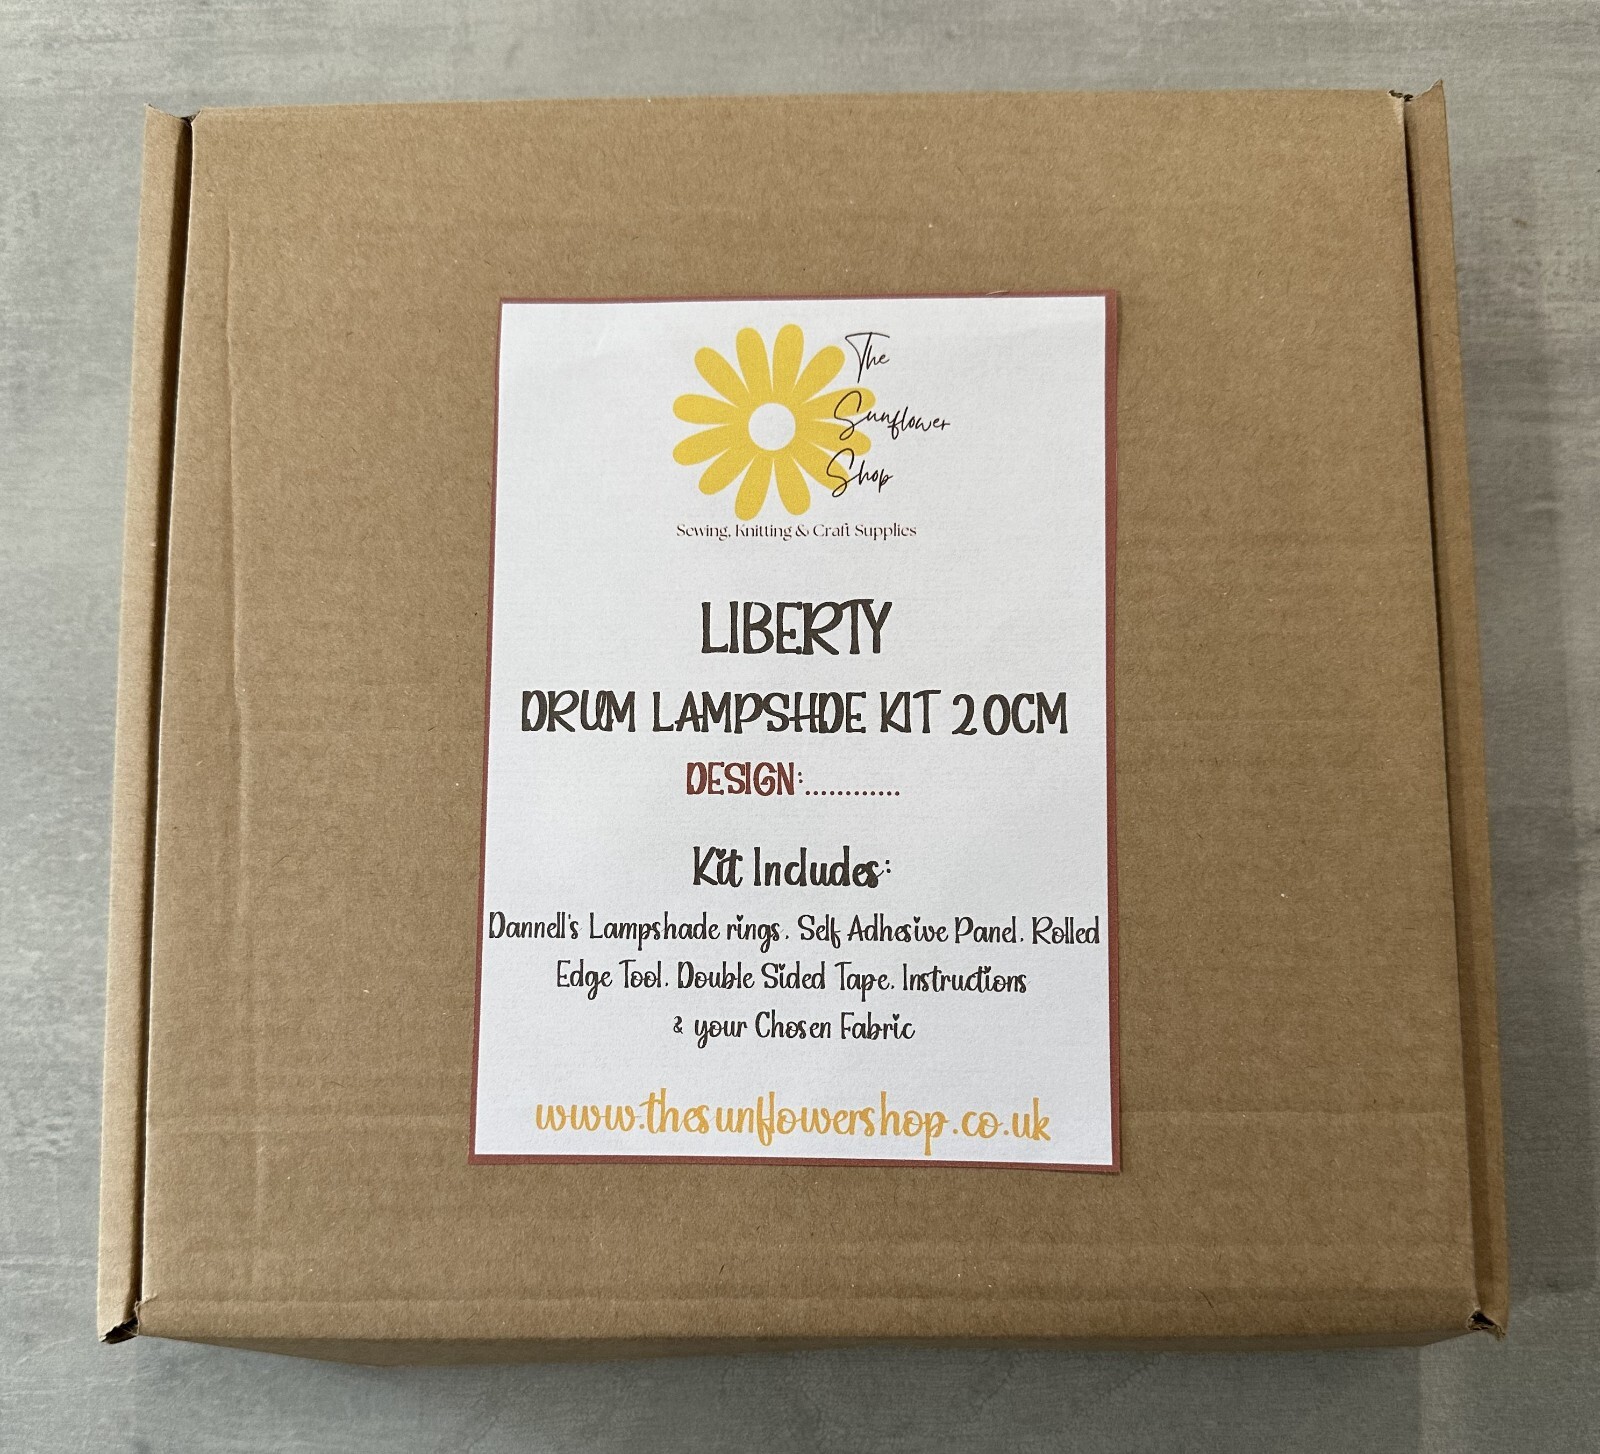 The
Sunflower
Shop
Sewing, Knitting & Craft Supplies
LIBERTY
DRUM LAMPSHDE KIT 20CM
DESIGN:............
Kit Includes:
Dannell's Lampshade rings. Self Adhesive Panel. Rolled
Edge Tool. Double Sided Tape. Instructions
& your Chosen Fabric
www.thesunflowershop.co.uk